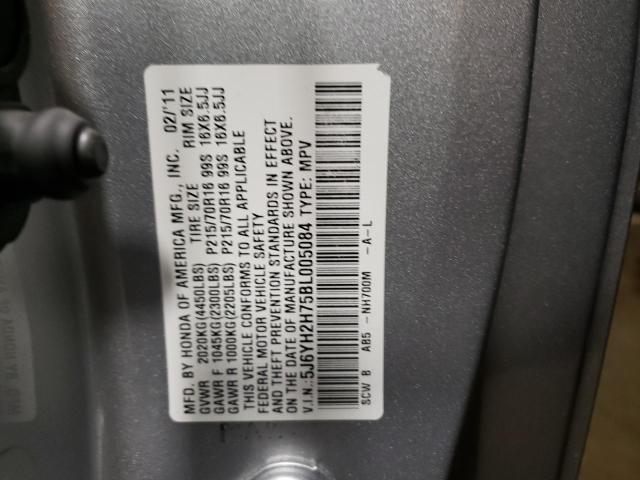 MFD. BY HONDA OF AMERICA MFG., INC. 02/'11
GVWR 2020KG(4450LBS) TIRE SIZE RIM SIZE
GAWR F 1045KG(2300LBS) P215/70R16 99S 16X6.5JJ
GAWR R 1000KG(2205LBS) P215/70R16 99S 16X6.5JJ
THIS VEHICLE CONFORMS TO ALL APPLICABLE
FEDERAL MOTOR VEHICLE SAFETY
AND THEFT PREVENTION STANDARDS IN EFFECT
ON THE DATE OF MANUFACTURE SHOWN ABOVE.
V.I.N.: 5J6YH2H75BL005084 TYPE: MPV
SCW B AB5 - NH700M - A - L